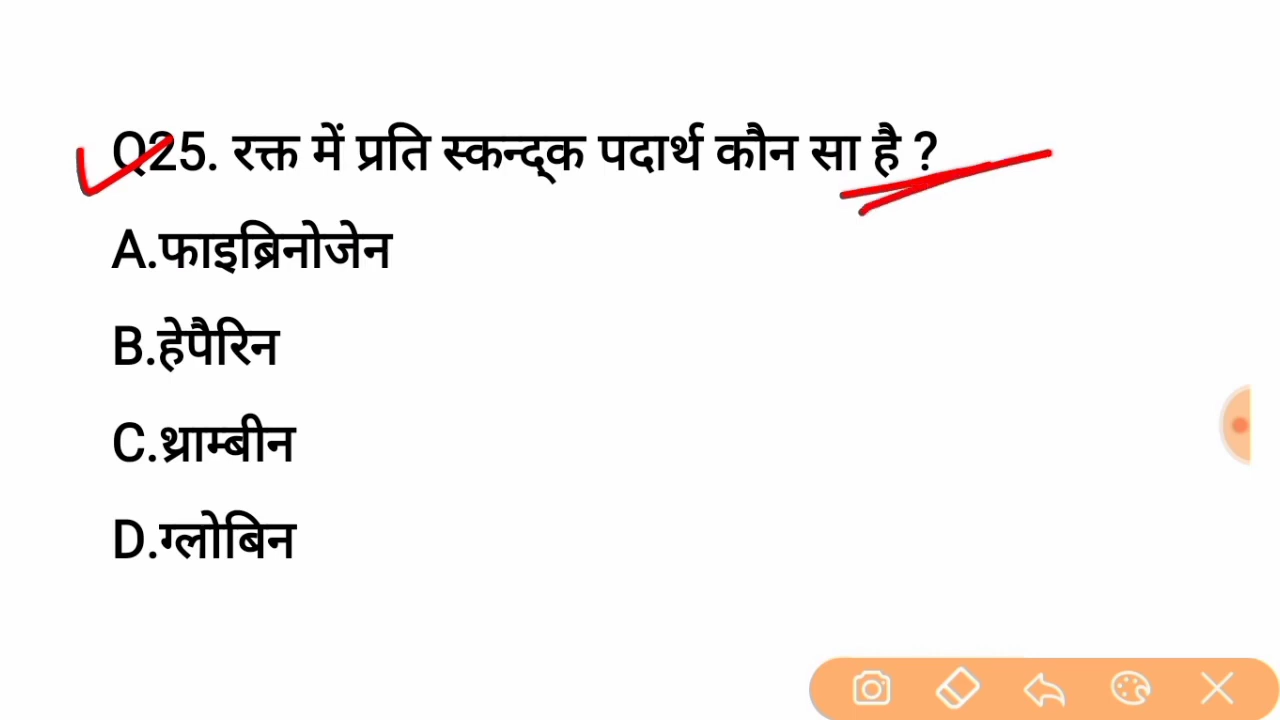 Q25. रक्त में प्रति स्कन्द्क पदार्थ कौन सा है ?
A.फाइब्रिनोजेन
B.हेपैरिन
C.थ्राम्बीन
D.ग्लोबिन